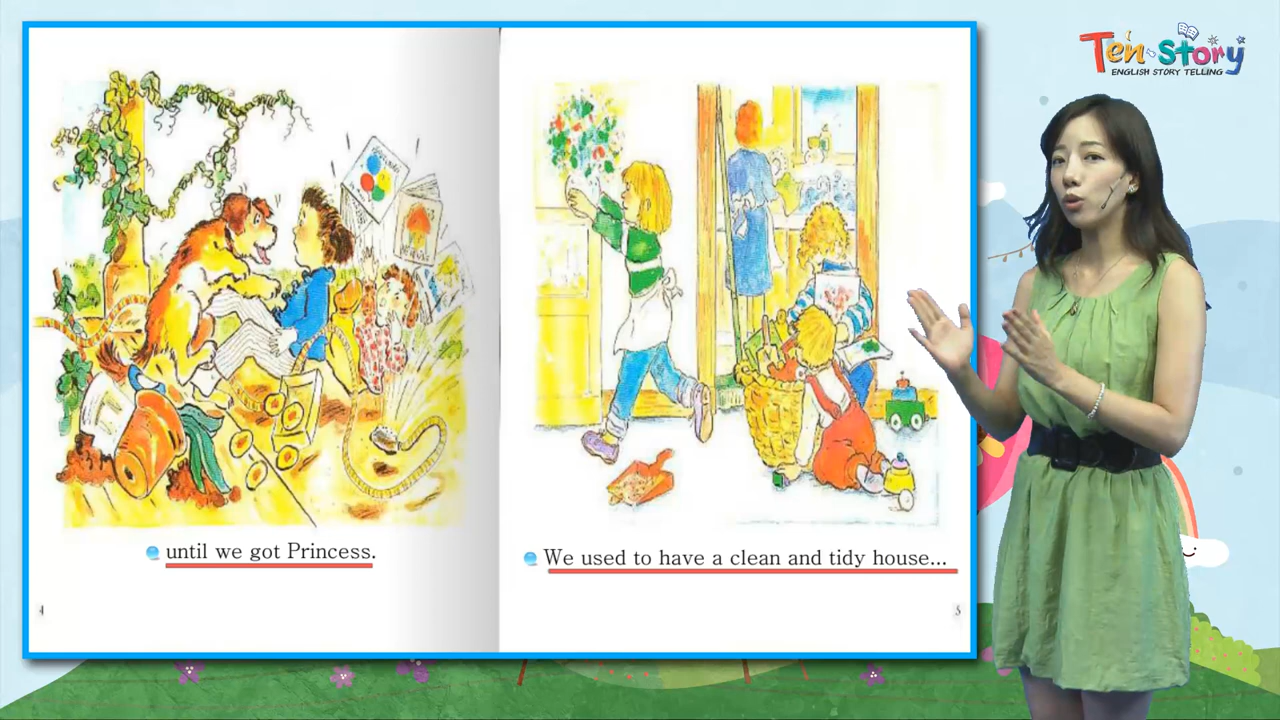 until we got Princess.
4
We used to have a clean and tidy house...
5
Ten Story
ENGLISH STORY TELLING